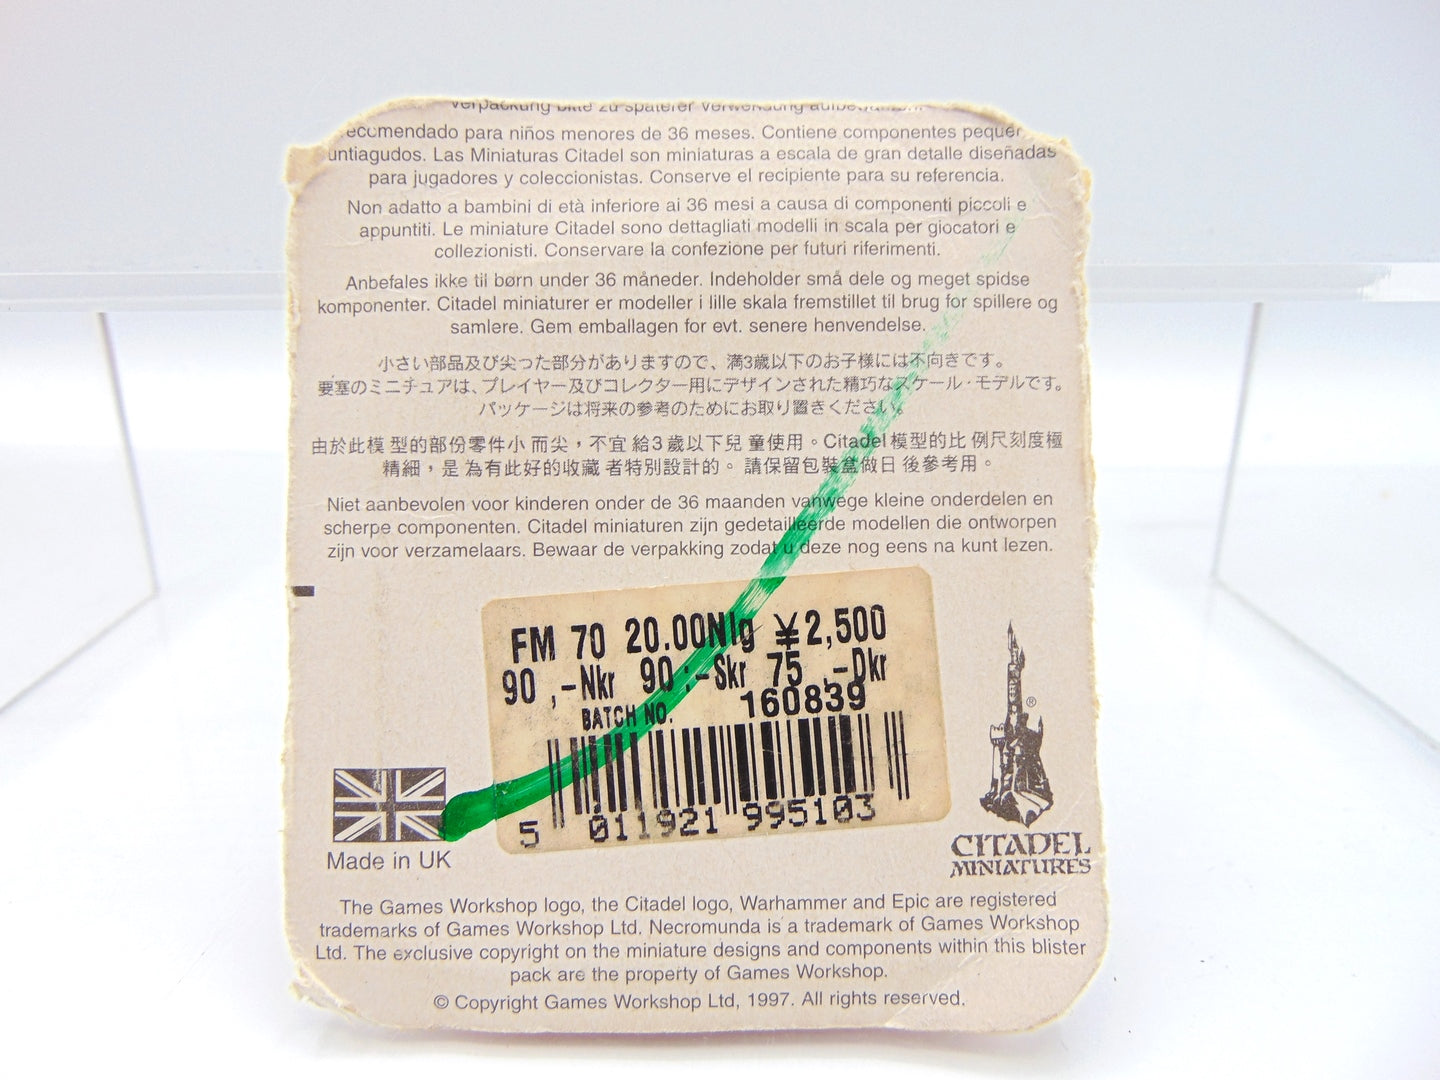 Verpackung bitte zu späterer Verwendung
ecomendado para niños menores de 36 meses. Contiene componentes peque
untiagudos. Las Miniaturas Citadel son miniaturas a escala de gran detalle diseñadas
para jugadores y coleccionistas. Conserve el recipiente para su referencia.
Non adatto a bambini di età inferiore ai 36 mesi a causa di componenti piccoli e
appuntiti. Le miniature Citadel sono dettagliati modelli in scala per giocatori e
collezionisti. Conservare la confezione per futuri riferimenti.
Anbefales ikke til børn under 36 måneder. Indeholder små dele og meget spidse
komponenter. Citadel miniaturer er modeller i lille skala fremstillet til brug for spillere og
samlere. Gem emballagen for evt. senere henvendelse.
小さい部品及び尖った部分がありますので、満3歳以下のお子様には不向きです。
要塞のミニチュアは、プレイヤー及びコレクター用にデザインされた精巧なスケール・モデルです。
パッケージは将来の参考のためにお取り置きください。
由於此模 型的部份零件小 而尖，不宜 給3 歲以下兒 童使用。Citadel 模型的比 例尺刻度極
精細，是 為有此好的收藏 者特別設計的。 請保留包裝盒做日 後參考用。
Niet aanbevolen voor kinderen onder de 36 maanden vanwege kleine onderdelen en
scherpe componenten. Citadel miniaturen zijn gedetailleerde modellen die ontworpen
zijn voor verzamelaars. Bewaar de verpakking zodat u deze nog eens na kunt lezen.
FM 70 20.00Nlg ¥2,500
90 ,-Nkr 90 :-Skr 75 ,-Dkr
BATCH NO. 160839
5 011921 995103
Made in UK
®
CITADEL
MINIATURES
The Games Workshop logo, the Citadel logo, Warhammer and Epic are registered
trademarks of Games Workshop Ltd. Necromunda is a trademark of Games Workshop
Ltd. The exclusive copyright on the miniature designs and components within this blister
pack are the property of Games Workshop.
© Copyright Games Workshop Ltd, 1997. All rights reserved.